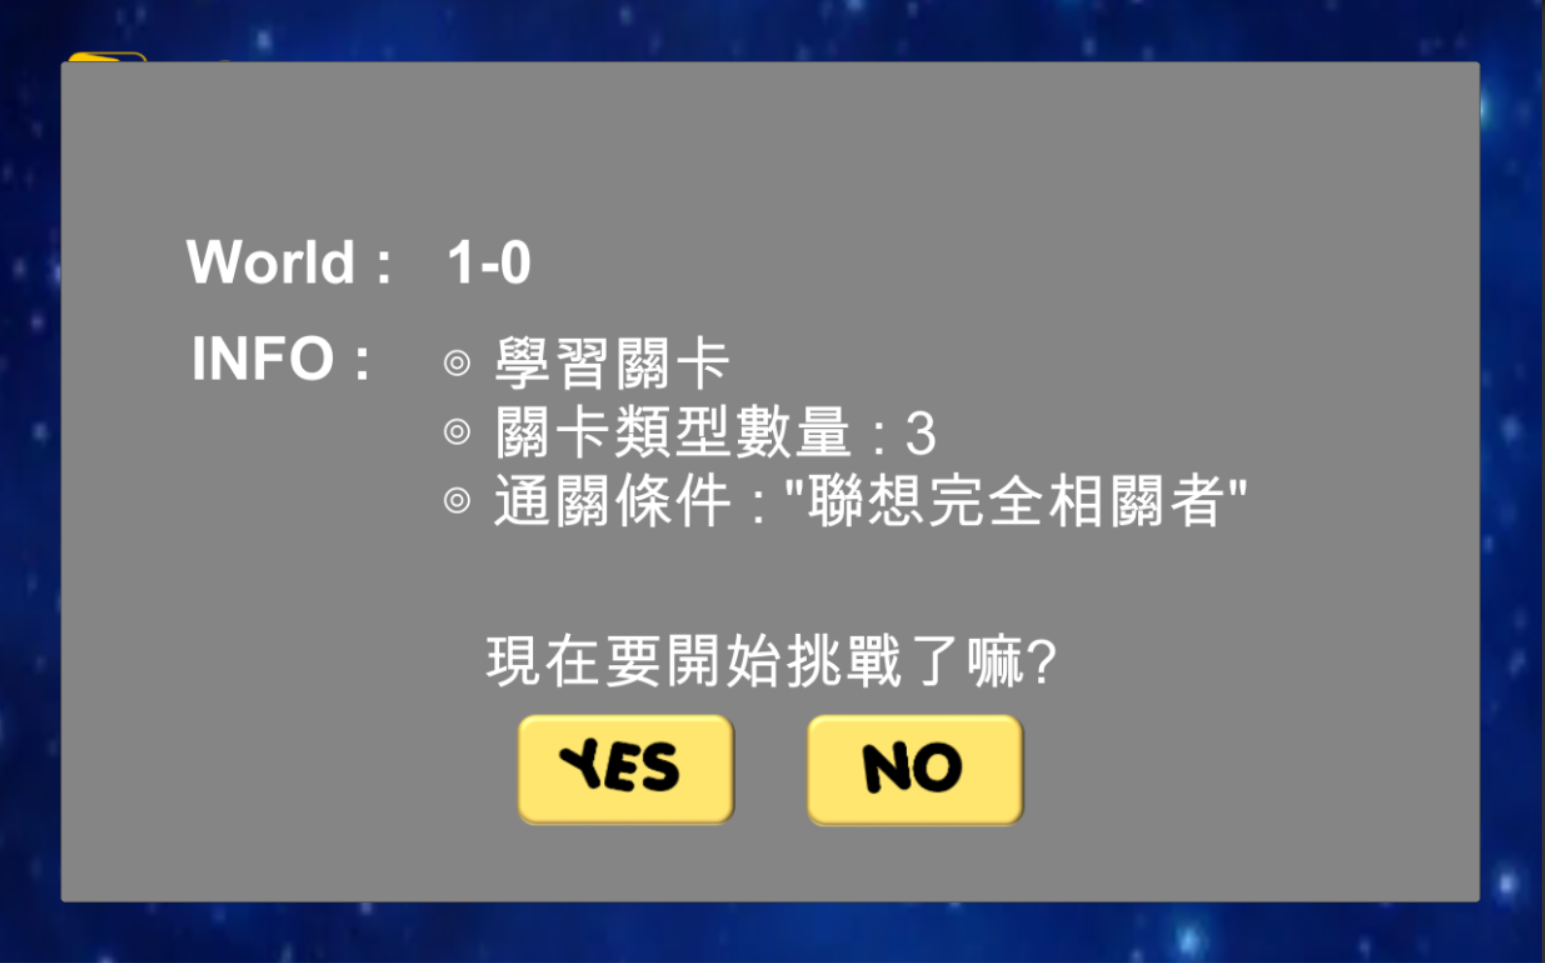 World : 1-0
INFO : ◎ 學習關卡
◎ 關卡類型數量 : 3
◎ 通關條件 : "聯想完全相關者"
現在要開始挑戰了嘛?
YES NO